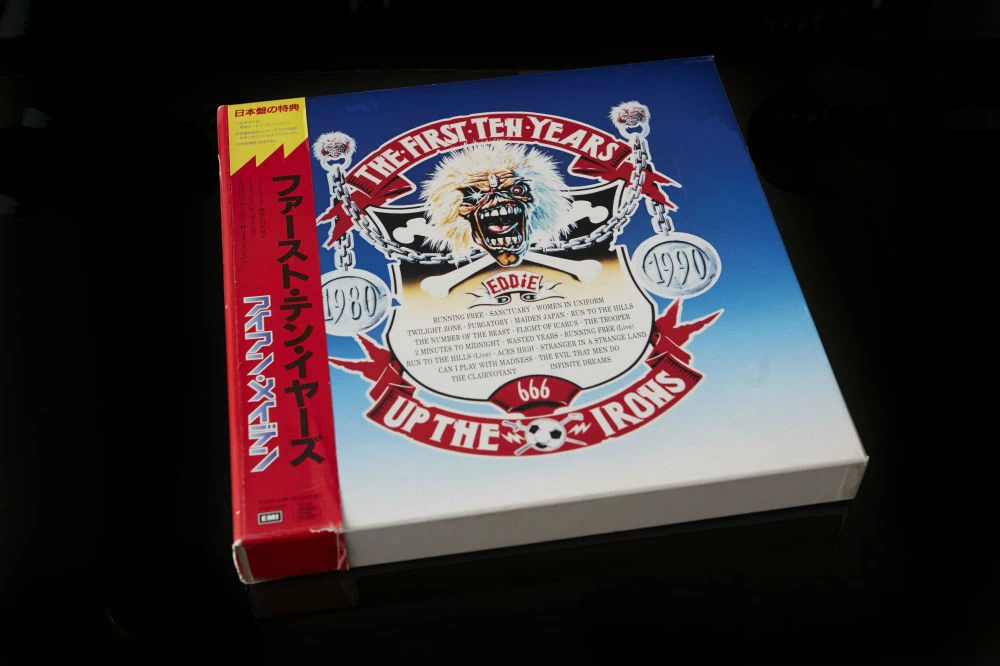 日本盤の特典
ファースト・テン・イヤーズ
アイアン・メイデン
EMI
THE·FIRST·TEN·YEARS
1980
1990
EDDIE
RUNNING FREE · SANCTUARY · WOMEN IN UNIFORM
TWILIGHT ZONE · PURGATORY · MAIDEN JAPAN · RUN TO THE HILLS
THE NUMBER OF THE BEAST · FLIGHT OF ICARUS · THE TROOPER
2 MINUTES TO MIDNIGHT · WASTED YEARS · RUNNING FREE (Live)
RUN TO THE HILLS (Live) · ACES HIGH · STRANGER IN A STRANGE LAND
CAN I PLAY WITH MADNESS · THE EVIL THAT MEN DO
THE CLAIRVOYANT INFINITE DREAMS
666
UP THE IRONS